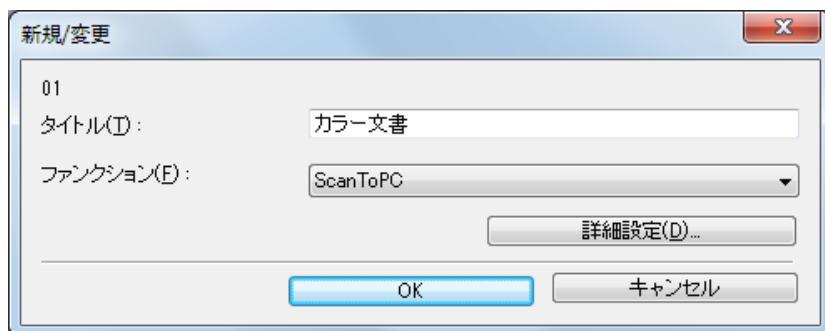 新規/変更
01
タイトル(T) : カラー文書
ファンクション(F) : ScanToPC
詳細設定(D)...
OK キャンセル